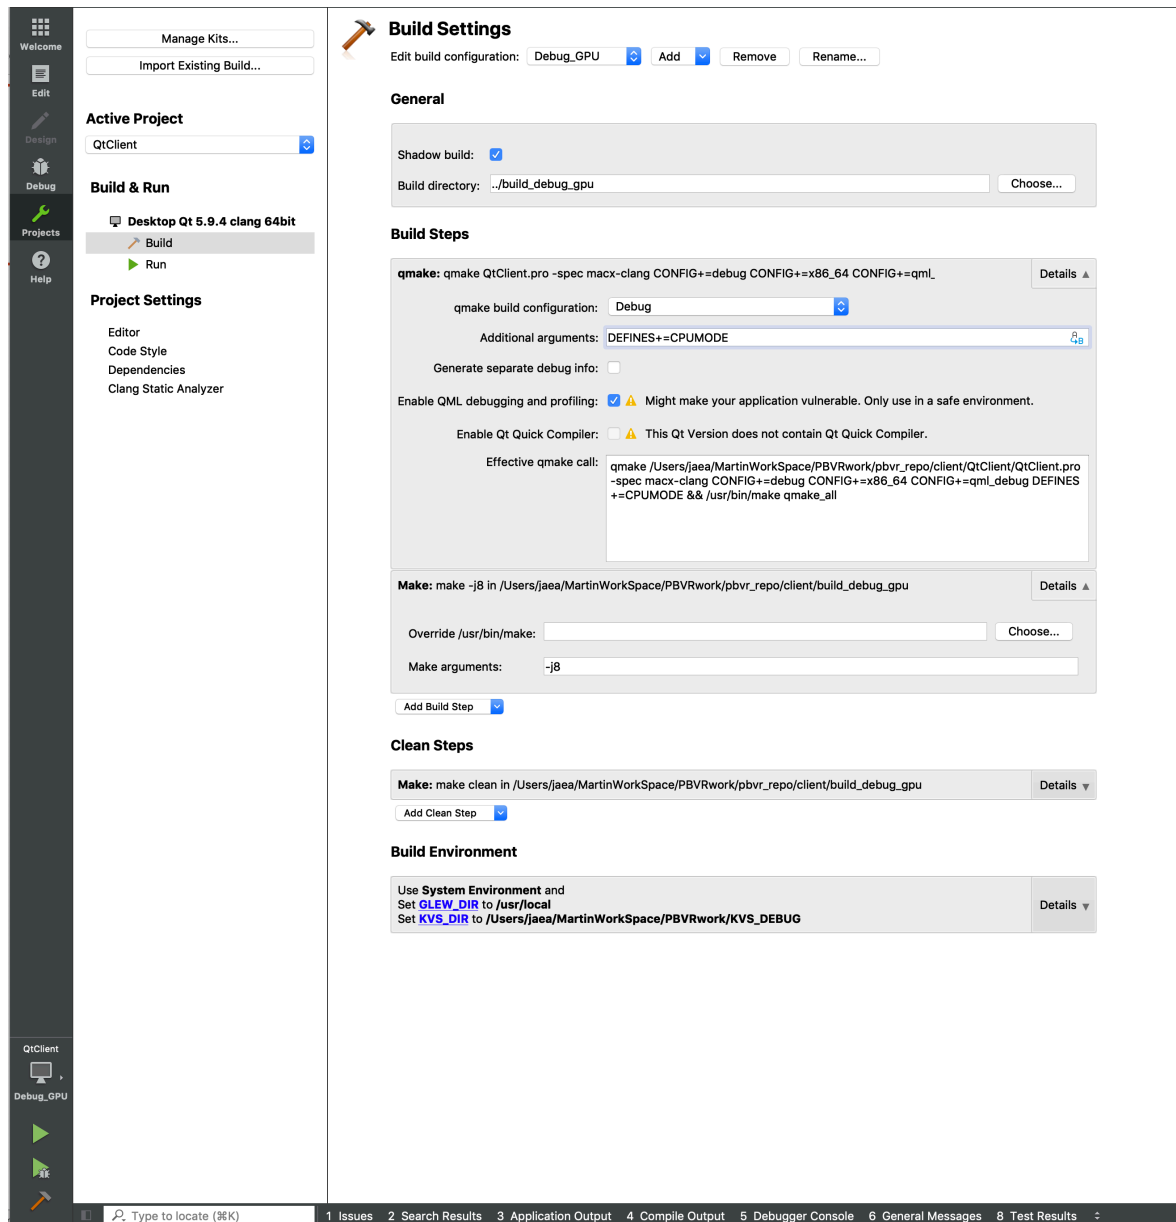 Welcome
Edit
Design
Debug
Projects
Help
QtClient
Debug_GPU
Manage Kits...
Import Existing Build...
Active Project
QtClient
Build & Run
Desktop Qt 5.9.4 clang 64bit
Build
Run
Project Settings
Editor
Code Style
Dependencies
Clang Static Analyzer
Build Settings
Edit build configuration: Debug_GPU Add Remove Rename...
General
Shadow build:
Build directory: ../build_debug_gpu Choose...
Build Steps
qmake: qmake QtClient.pro -spec macx-clang CONFIG+=debug CONFIG+=x86_64 CONFIG+=qml_ Details
qmake build configuration: Debug
Additional arguments: DEFINES+=CPUMODE
Generate separate debug info:
Enable QML debugging and profiling: Might make your application vulnerable. Only use in a safe environment.
Enable Qt Quick Compiler: This Qt Version does not contain Qt Quick Compiler.
Effective qmake call: qmake /Users/jaea/MartinWorkSpace/PBVRwork/pbvr_repo/client/QtClient/QtClient.pro
-spec macx-clang CONFIG+=debug CONFIG+=x86_64 CONFIG+=qml_debug DEFINES
+=CPUMODE && /usr/bin/make qmake_all
Make: make -j8 in /Users/jaea/MartinWorkSpace/PBVRwork/pbvr_repo/client/build_debug_gpu Details
Override /usr/bin/make: Choose...
Make arguments: -j8
Add Build Step
Clean Steps
Make: make clean in /Users/jaea/MartinWorkSpace/PBVRwork/pbvr_repo/client/build_debug_gpu Details
Add Clean Step
Build Environment
Use System Environment and
Set GLEW_DIR to /usr/local Details
Set KVS_DIR to /Users/jaea/MartinWorkSpace/PBVRwork/KVS_DEBUG
Type to locate (⌘K) 1 Issues 2 Search Results 3 Application Output 4 Compile Output 5 Debugger Console 6 General Messages 8 Test Results